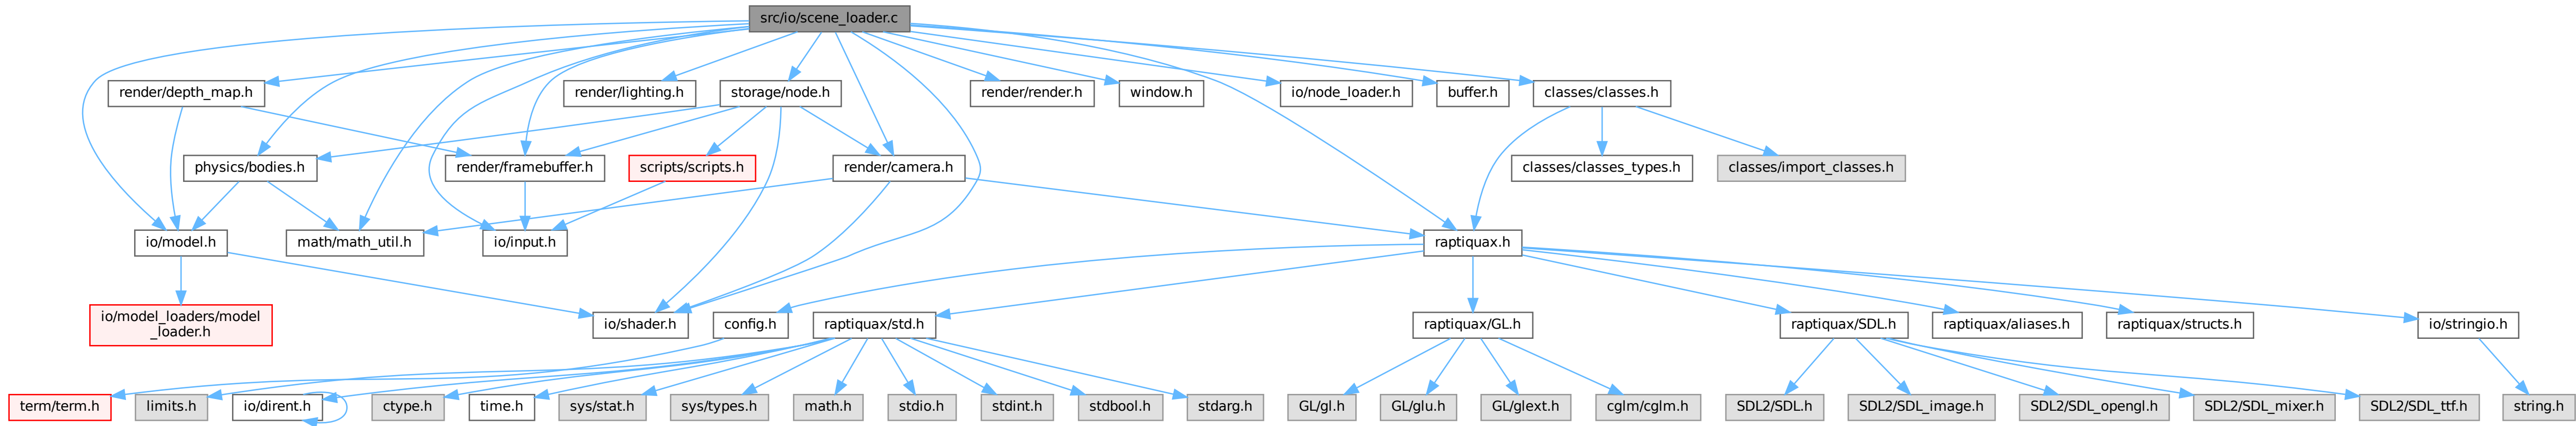 src/io/scene_loader.c
render/depth_map.h
render/lighting.h
storage/node.h
render/render.h
window.h
io/node_loader.h
buffer.h
classes/classes.h
physics/bodies.h
render/framebuffer.h
scripts/scripts.h
render/camera.h
classes/classes_types.h
classes/import_classes.h
io/model.h
math/math_util.h
io/input.h
raptiquax.h
io/model_loaders/model
_loader.h
io/shader.h
config.h
raptiquax/std.h
raptiquax/GL.h
raptiquax/SDL.h
raptiquax/aliases.h
raptiquax/structs.h
io/stringio.h
term/term.h
limits.h
io/dirent.h
ctype.h
time.h
sys/stat.h
sys/types.h
math.h
stdio.h
stdint.h
stdbool.h
stdarg.h
GL/gl.h
GL/glu.h
GL/glext.h
cglm/cglm.h
SDL2/SDL.h
SDL2/SDL_image.h
SDL2/SDL_opengl.h
SDL2/SDL_mixer.h
SDL2/SDL_ttf.h
string.h